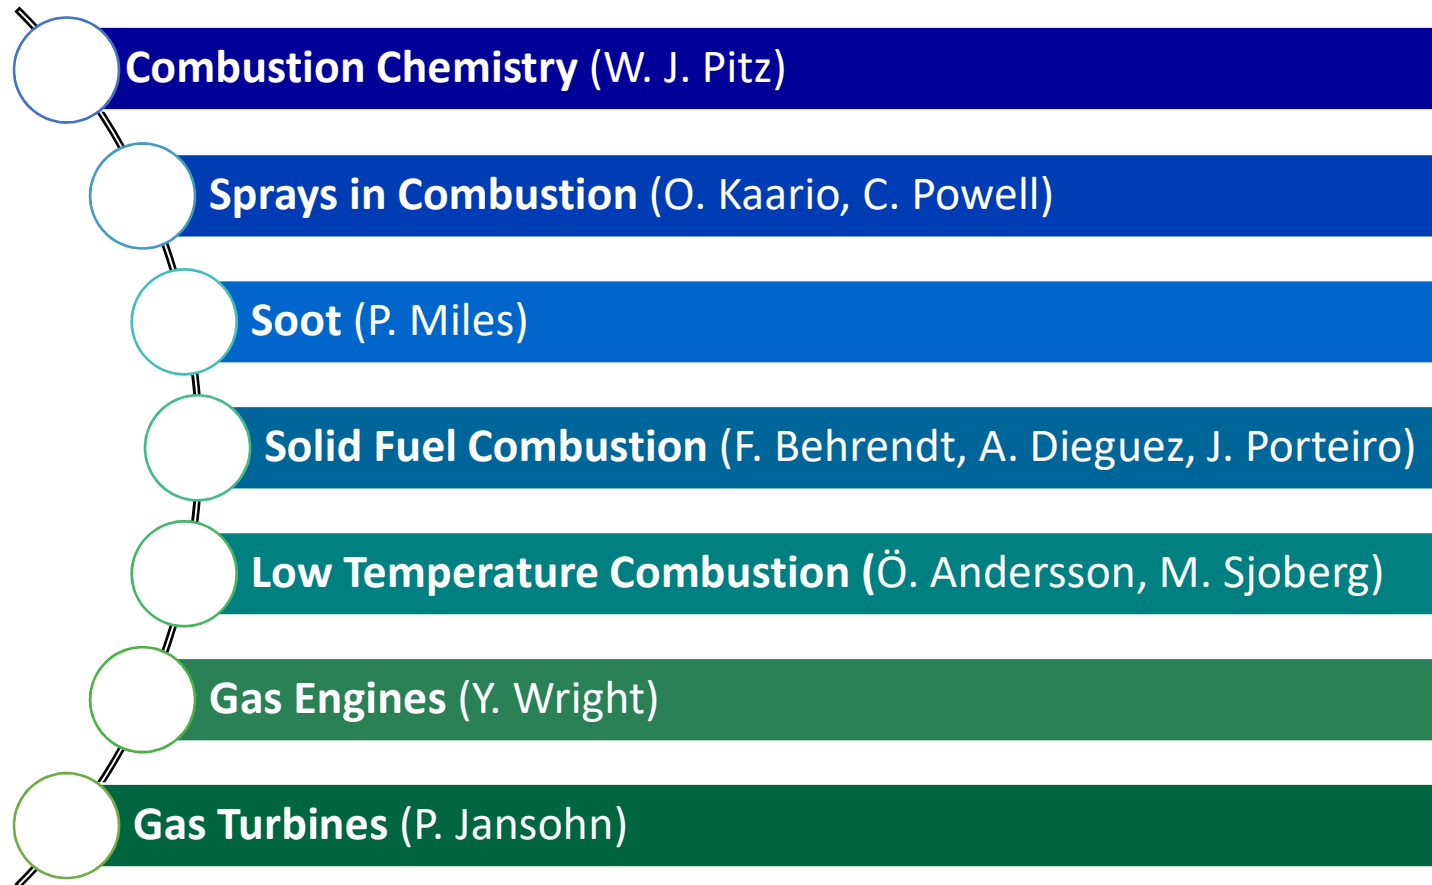 Combustion Chemistry (W. J. Pitz)
Sprays in Combustion (O. Kaario, C. Powell)
Soot (P. Miles)
Solid Fuel Combustion (F. Behrendt, A. Dieguez, J. Porteiro)
Low Temperature Combustion (Ö. Andersson, M. Sjoberg)
Gas Engines (Y. Wright)
Gas Turbines (P. Jansohn)